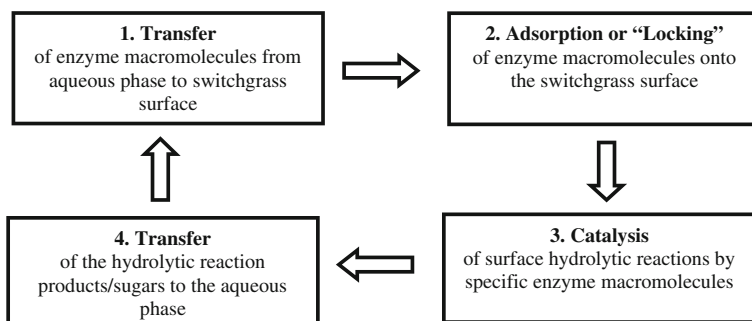 1. Transfer
of enzyme macromolecules from
aqueous phase to switchgrass
surface
2. Adsorption or “Locking”
of enzyme macromolecules onto
the switchgrass surface
3. Catalysis
of surface hydrolytic reactions by
specific enzyme macromolecules
4. Transfer
of the hydrolytic reaction
products/sugars to the aqueous
phase